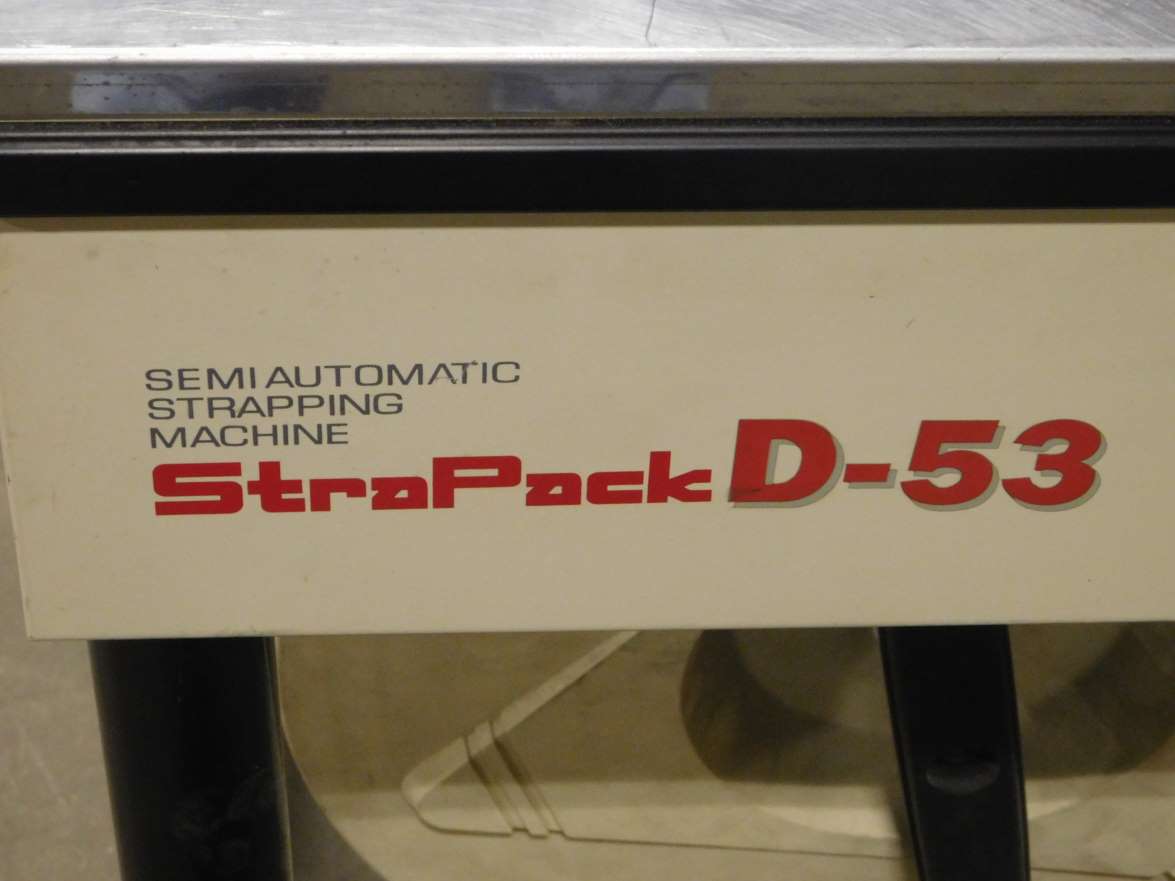 SEMI AUTOMATIC
STRAPPING
MACHINE
StraPack D-53